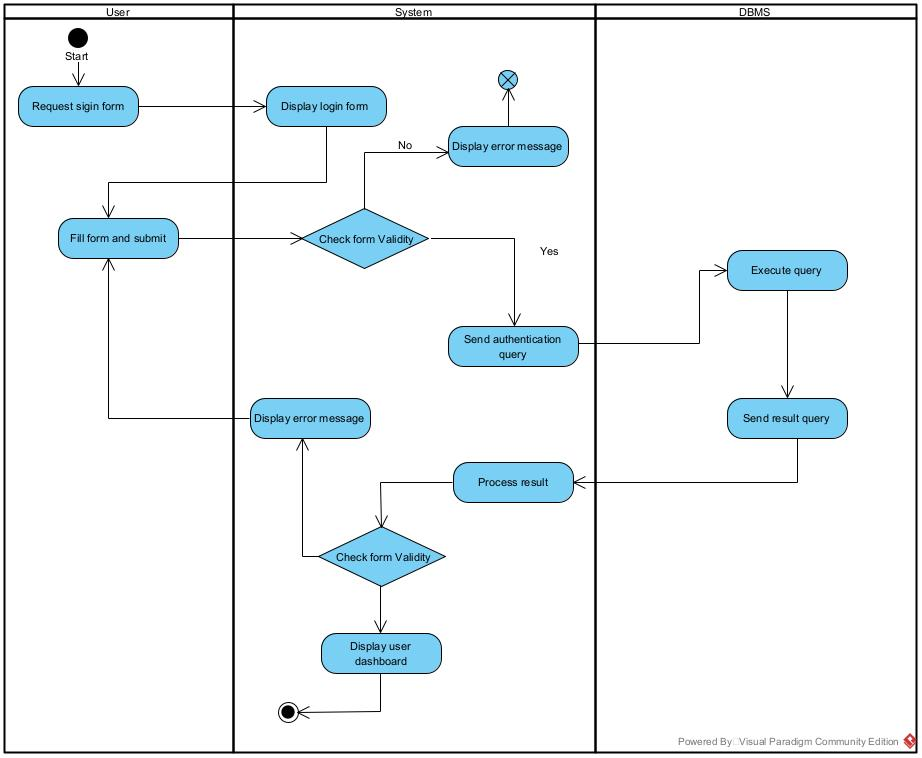 User
System
DBMS
Start
Request sigin form
Display login form
Display error message
No
Fill form and submit
Check form Validity
Yes
Execute query
Send authentication
query
Display error message
Send result query
Process result
Check form Validity
Display user
dashboard
Powered By Visual Paradigm Community Edition